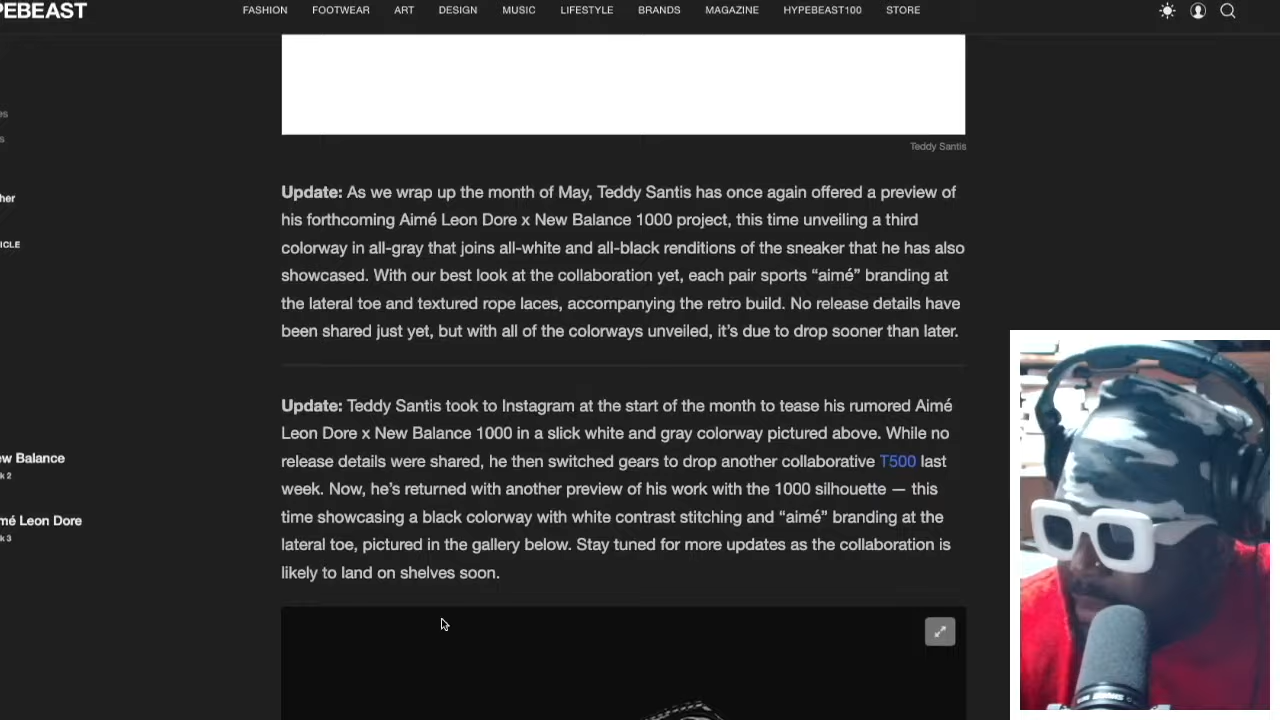 PEBEAST
FASHION FOOTWEAR ART DESIGN MUSIC LIFESTYLE BRANDS MAGAZINE HYPEBEAST100 STORE
es
s
her
ICLE
ew Balance
k 2
mé Leon Dore
k 3
Teddy Santis
Update: As we wrap up the month of May, Teddy Santis has once again offered a preview of
his forthcoming Aimé Leon Dore x New Balance 1000 project, this time unveiling a third
colorway in all-gray that joins all-white and all-black renditions of the sneaker that he has also
showcased. With our best look at the collaboration yet, each pair sports “aimé” branding at
the lateral toe and textured rope laces, accompanying the retro build. No release details have
been shared just yet, but with all of the colorways unveiled, it’s due to drop sooner than later.
Update: Teddy Santis took to Instagram at the start of the month to tease his rumored Aimé
Leon Dore x New Balance 1000 in a slick white and gray colorway pictured above. While no
release details were shared, he then switched gears to drop another collaborative T500 last
week. Now, he’s returned with another preview of his work with the 1000 silhouette — this
time showcasing a black colorway with white contrast stitching and “aimé” branding at the
lateral toe, pictured in the gallery below. Stay tuned for more updates as the collaboration is
likely to land on shelves soon.